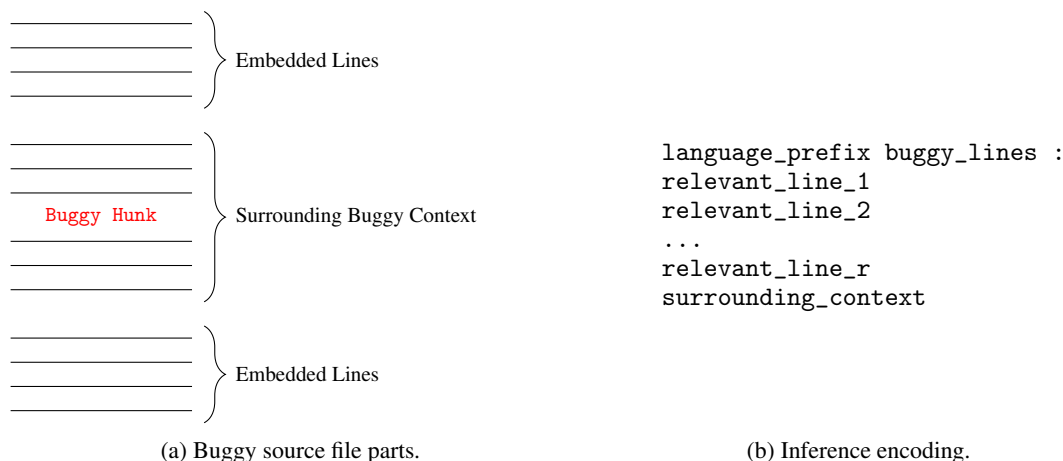 Embedded Lines
Buggy Hunk
Surrounding Buggy Context
Embedded Lines
(a) Buggy source file parts.
language_prefix buggy_lines :
relevant_line_1
relevant_line_2
...
relevant_line_r
surrounding_context
(b) Inference encoding.